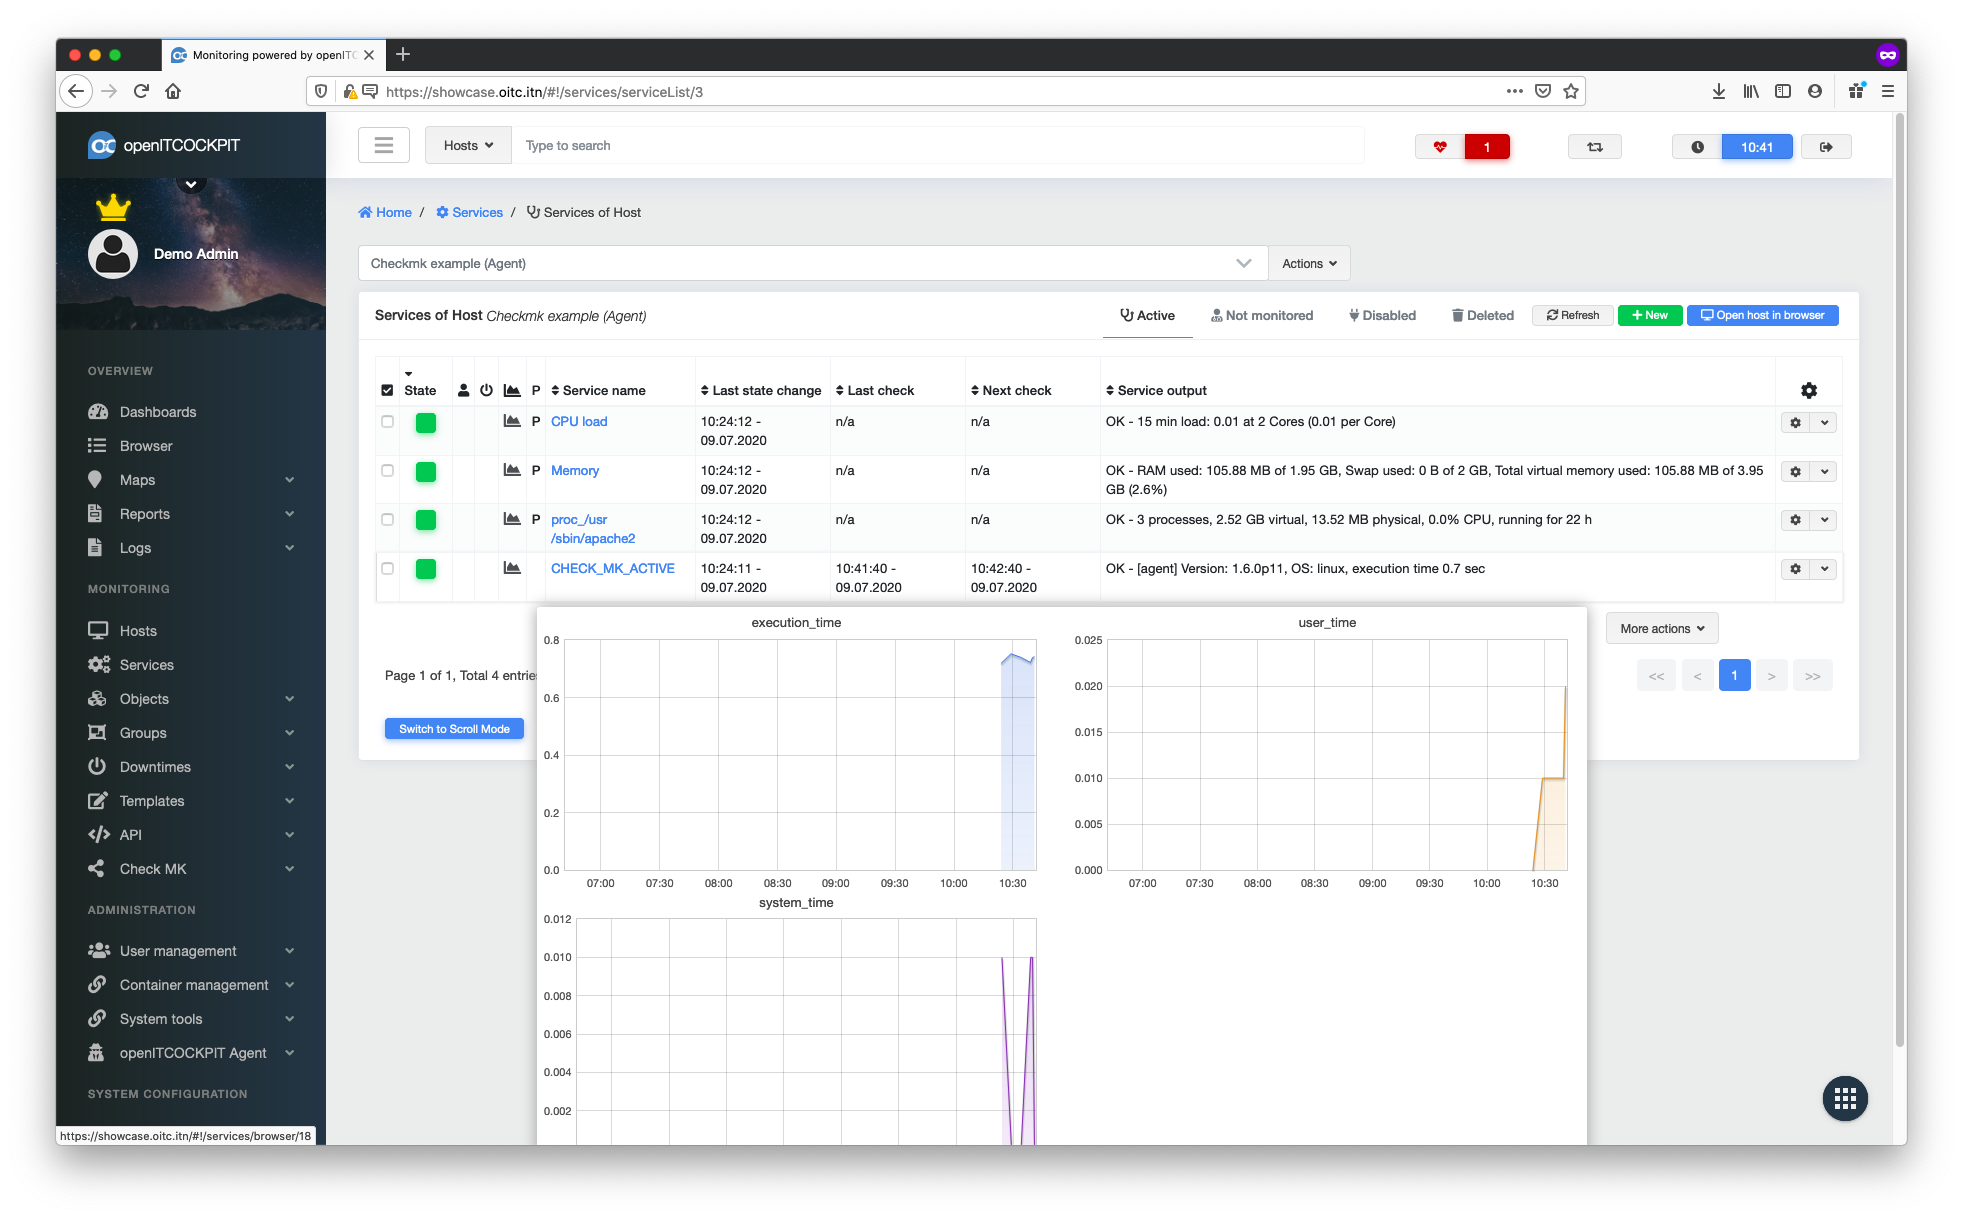 Monitoring powered by openITC
https://showcase.oitc.itn/#!/services/serviceList/3
openITCOCKPIT
Hosts
Type to search
1
10:41
Demo Admin
Home / Services / Services of Host
Checkmk example (Agent)
Actions
Services of Host Checkmk example (Agent)
Active
Not monitored
Disabled
Deleted
Refresh
New
Open host in browser
State P Service name Last state change Last check Next check Service output
P CPU load 10:24:12 - n/a n/a OK - 15 min load: 0.01 at 2 Cores (0.01 per Core)
09.07.2020
P Memory 10:24:12 - n/a n/a OK - RAM used: 105.88 MB of 1.95 GB, Swap used: 0 B of 2 GB, Total virtual memory used: 105.88 MB of 3.95
09.07.2020 GB (2.6%)
P proc_/usr 10:24:12 - n/a n/a OK - 3 processes, 2.52 GB virtual, 13.52 MB physical, 0.0% CPU, running for 22 h
/sbin/apache2 09.07.2020
CHECK_MK_ACTIVE 10:24:11 - 10:41:40 - 10:42:40 - OK - [agent] Version: 1.6.0p11, OS: linux, execution time 0.7 sec
09.07.2020 09.07.2020 09.07.2020
More actions
Page 1 of 1, Total 4 entrie
<< < 1 > >>
Switch to Scroll Mode
execution_time
0.8
0.6
0.4
0.2
0.0
07:00 07:30 08:00 08:30 09:00 09:30 10:00 10:30
user_time
0.025
0.020
0.015
0.010
0.005
0.000
07:00 07:30 08:00 08:30 09:00 09:30 10:00 10:30
system_time
0.012
0.010
0.008
0.006
0.004
0.002
OVERVIEW
Dashboards
Browser
Maps
Reports
Logs
MONITORING
Hosts
Services
Objects
Groups
Downtimes
Templates
API
Check MK
ADMINISTRATION
User management
Container management
System tools
openITCOCKPIT Agent
SYSTEM CONFIGURATION
https://showcase.oitc.itn/#!/services/browser/18